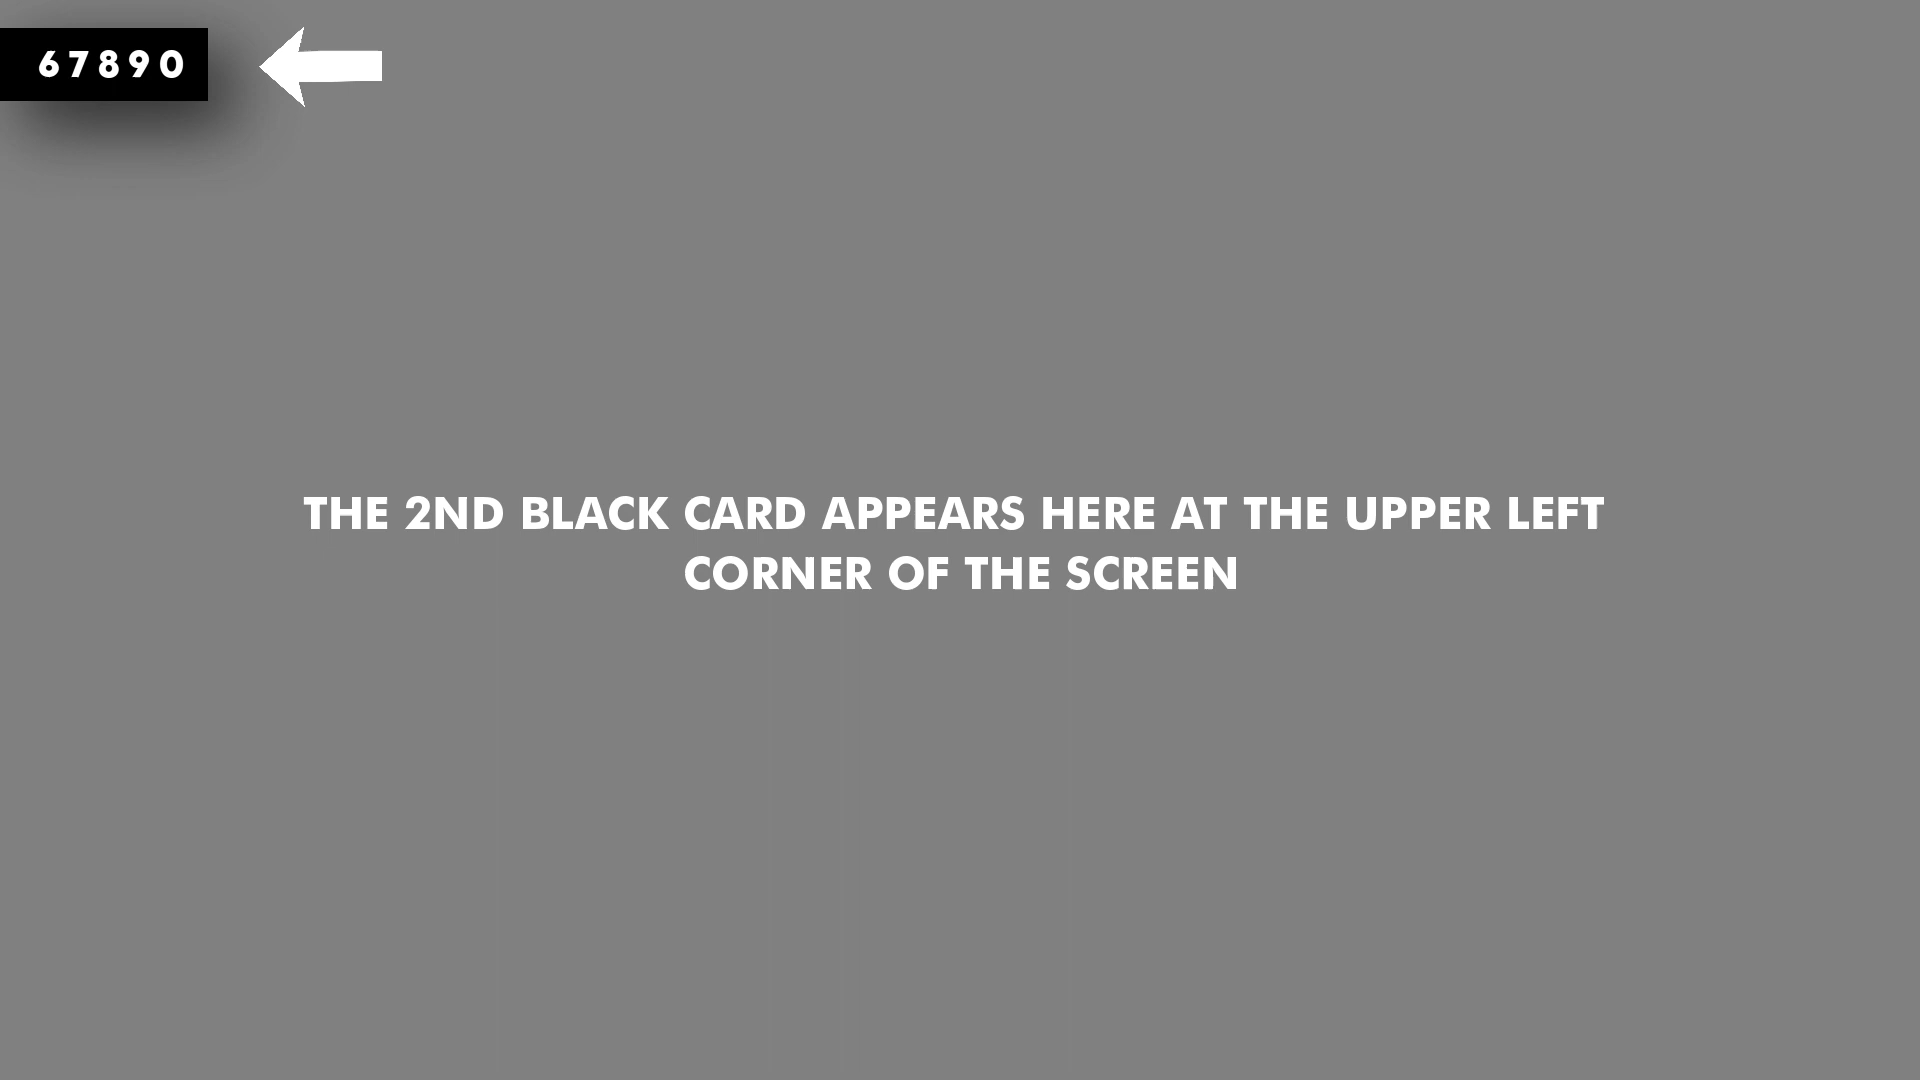 67890
THE 2ND BLACK CARD APPEARS HERE AT THE UPPER LEFT
CORNER OF THE SCREEN